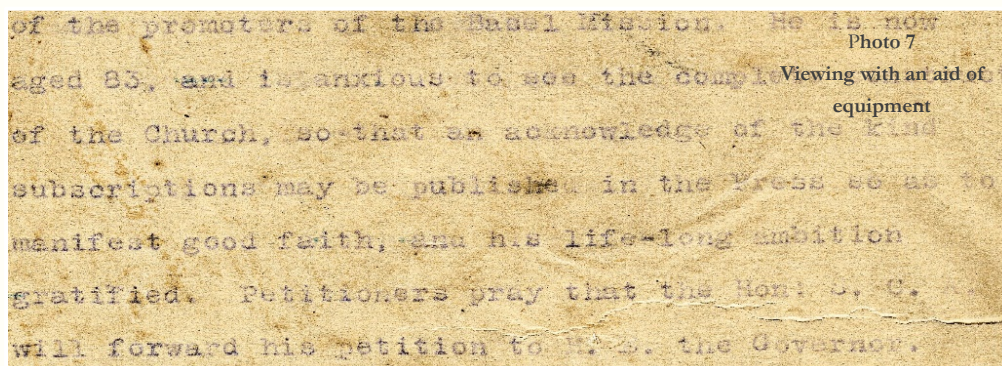 of the promoters of the Basel Mission. He is now
Photo 7
aged 83, and is anxious to see the
Viewing with an aid of
equipment
of the Church, so that an acknowledge of the kind
subscriptions may be published in the Press so as to
manifest good faith, and his life-long ambition
gratified. Petitioners pray that the Hon! S. C.
will forward his petition to H. E. the Governor.